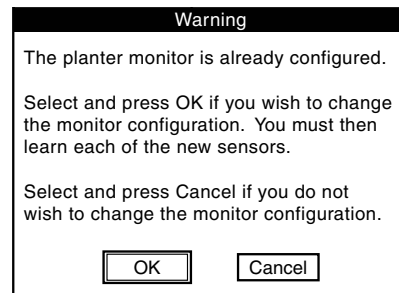 Warning
The planter monitor is already configured.
Select and press OK if you wish to change
the monitor configuration. You must then
learn each of the new sensors.
Select and press Cancel if you do not
wish to change the monitor configuration.
OK Cancel